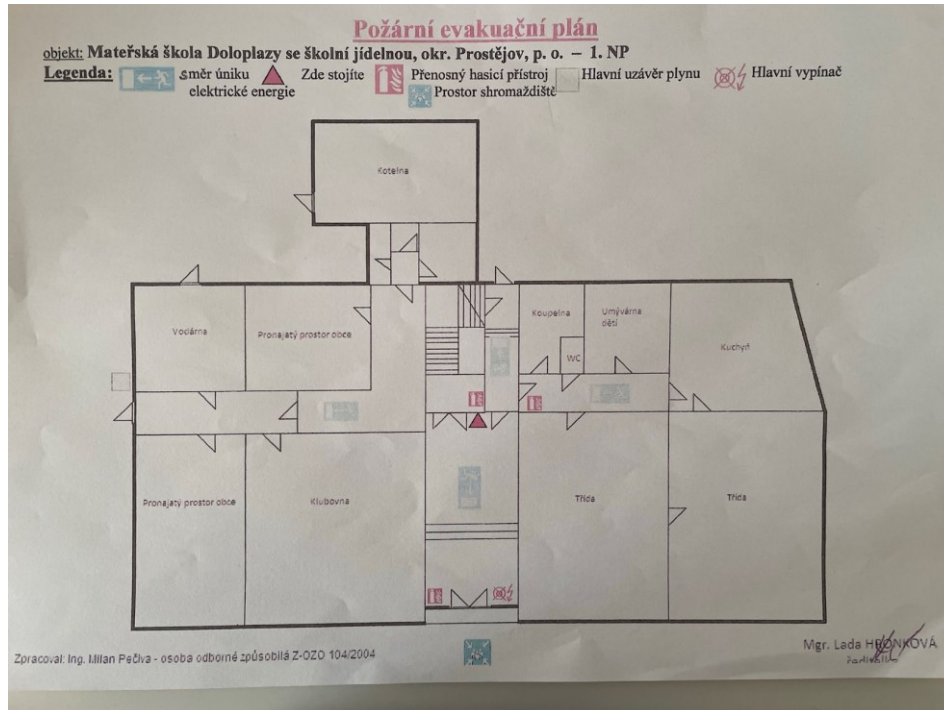 Požární evakuační plán
objekt: Mateřská škola Doloplazy se školní jídelnou, okr. Prostějov, p. o. – 1. NP
Legenda: směr úniku Zde stojíte Přenosný hasicí přístroj Hlavní uzávěr plynu Hlavní vypínač
elektrické energie Prostor shromaždiště
Kotelna
Vodárna
Pronajatý prostor obce
Koupelna
Umývárna
dětí
WC
Kuchyň
Pronajatý prostor obce
Klubovna
Třída
Třída
Zpracoval: Ing. Milan Pečiva - osoba odborně způsobilá Z-OZO 104/2004
Mgr. Lada HRONKOVÁ